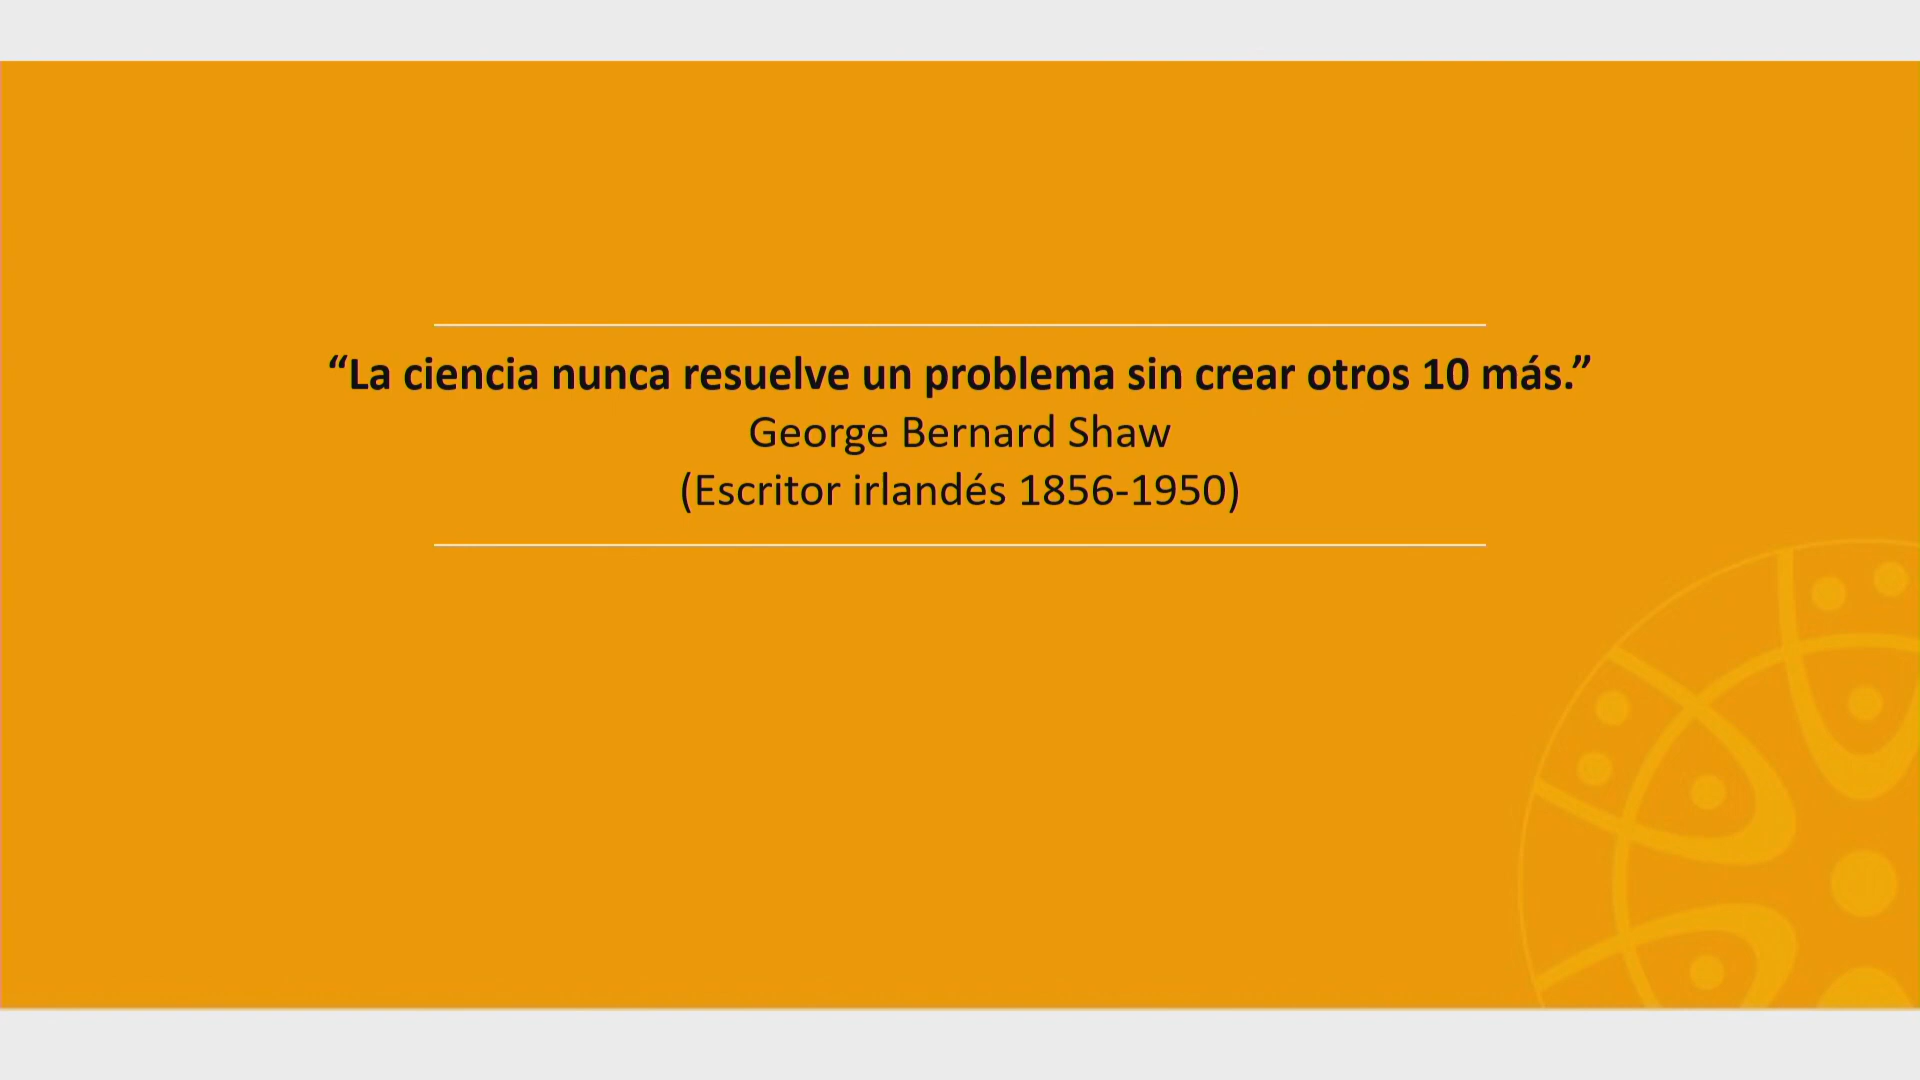 “La ciencia nunca resuelve un problema sin crear otros 10 más.”
George Bernard Shaw
(Escritor irlandés 1856-1950)